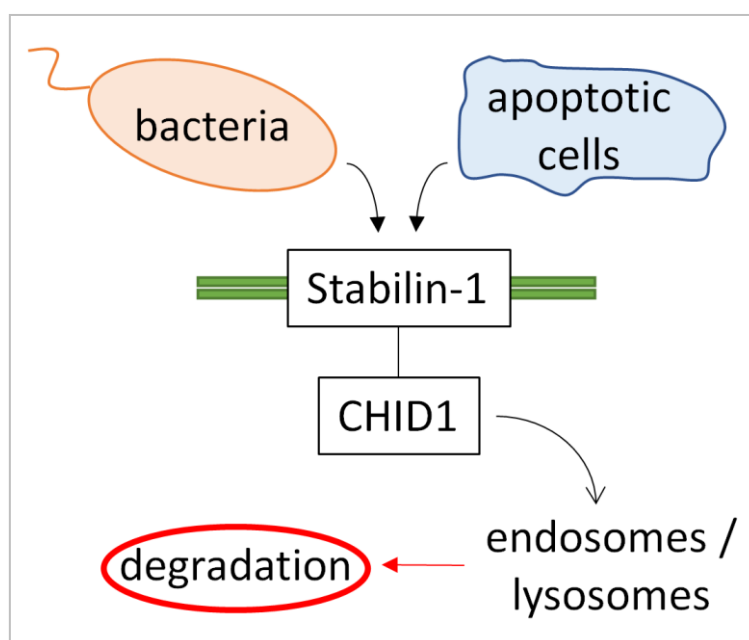 bacteria
apoptotic
cells
Stabilin-1
CHID1
endosomes /
lysosomes
degradation